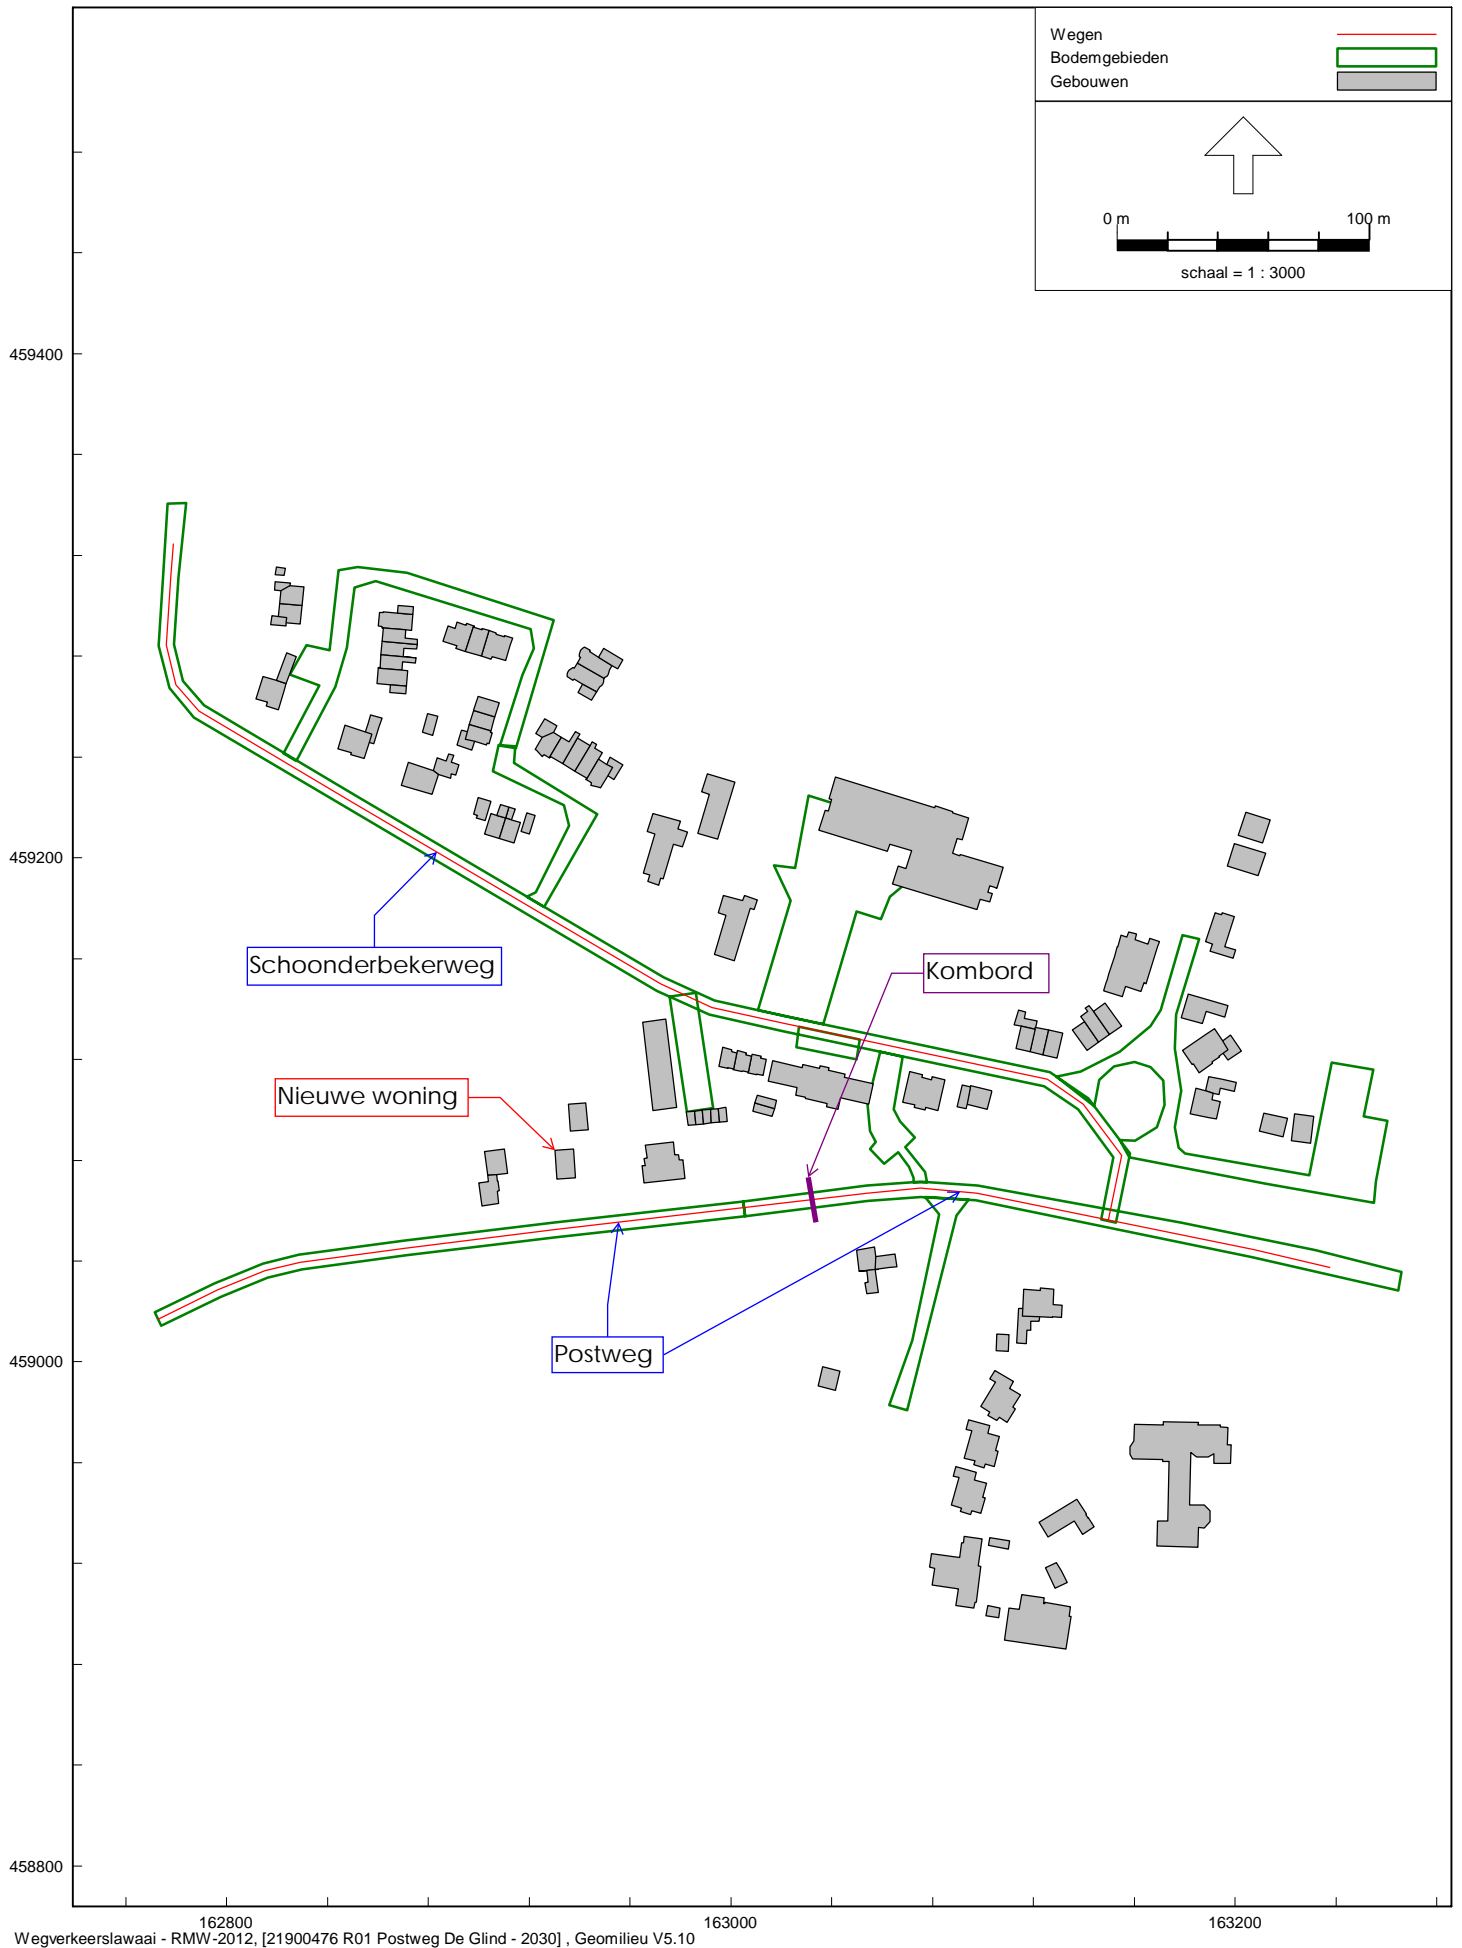 Wegen
Bodemgebieden
Gebouwen
0 m 100 m
schaal = 1 : 3000
459400
459200
Schoonderbekerweg
Kombord
Nieuwe woning
Postweg
459000
458800
162800 163000 163200
Wegverkeerslawaai - RMW-2012, [21900476 R01 Postweg De Glind - 2030] , Geomilieu V5.10